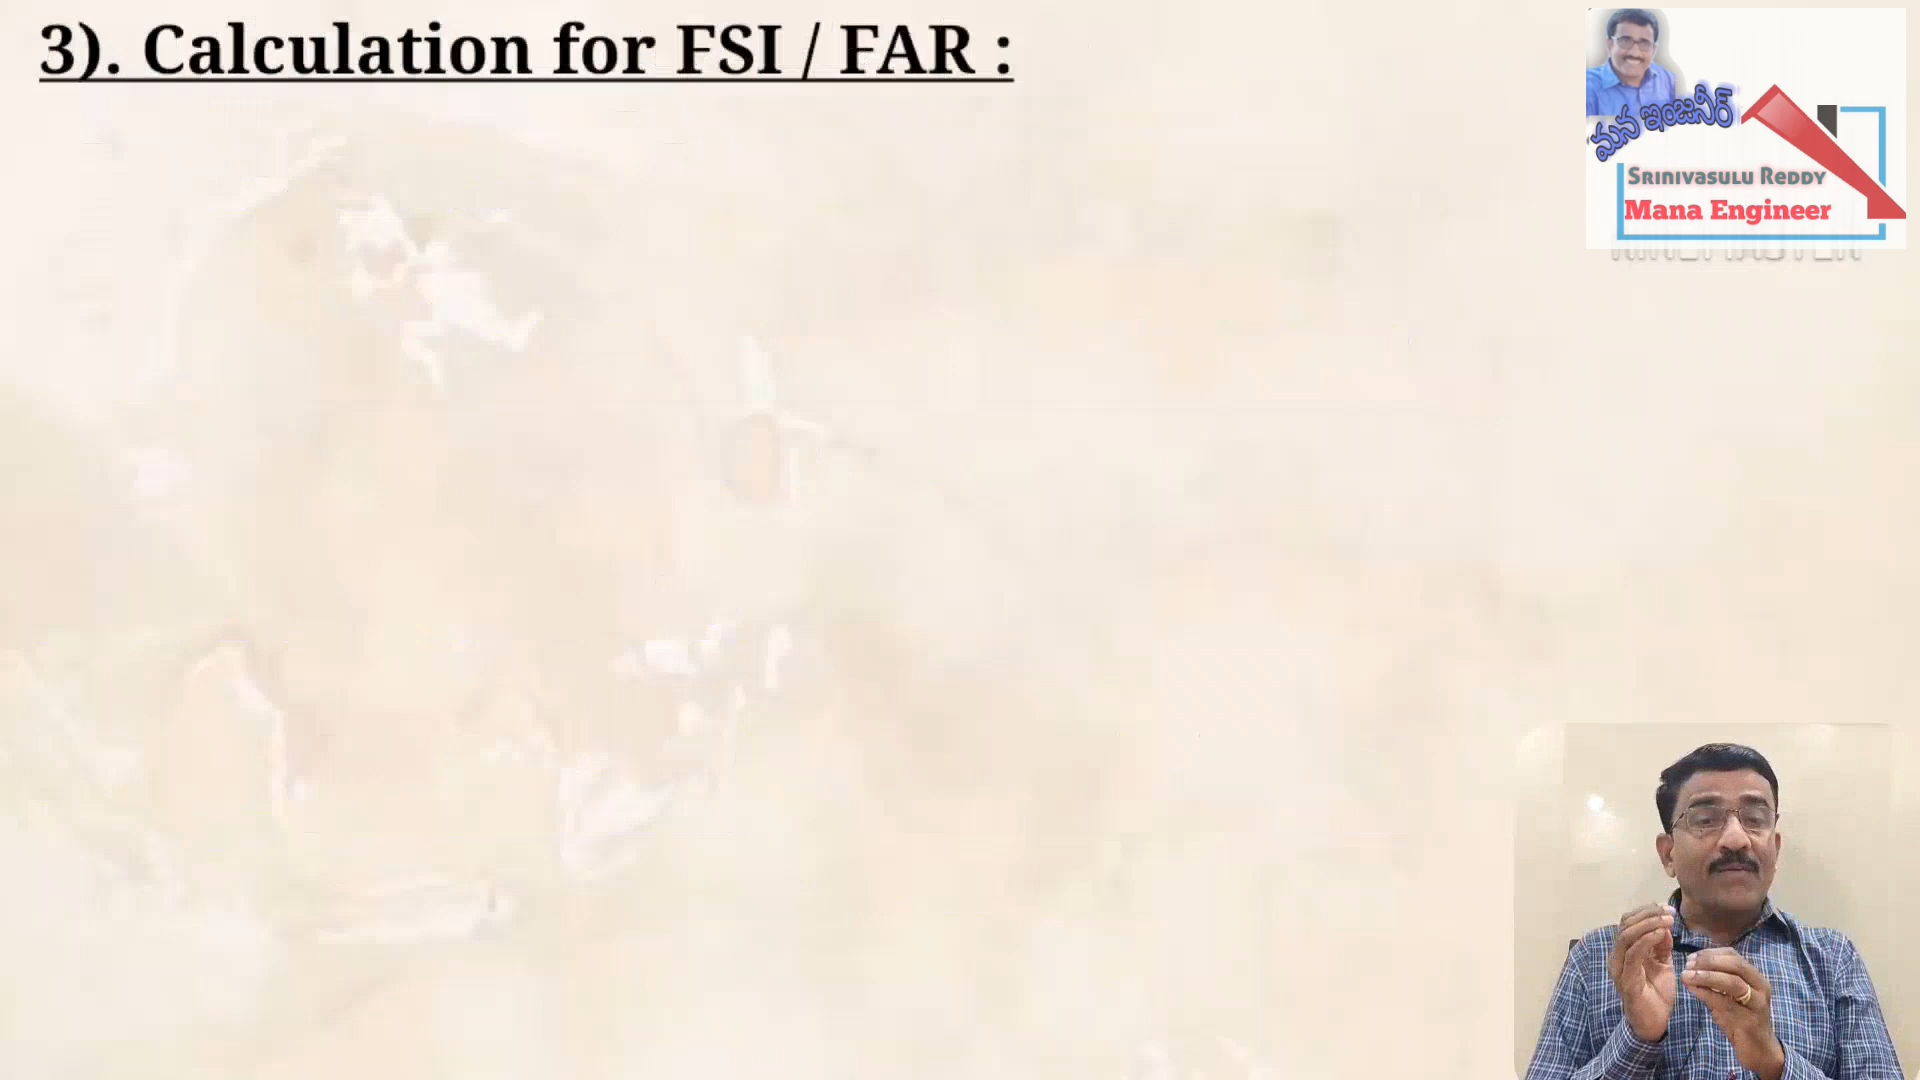 3). Calculation for FSI / FAR :
మన ఇంజనీర్
Srinivasulu Reddy
Mana Engineer